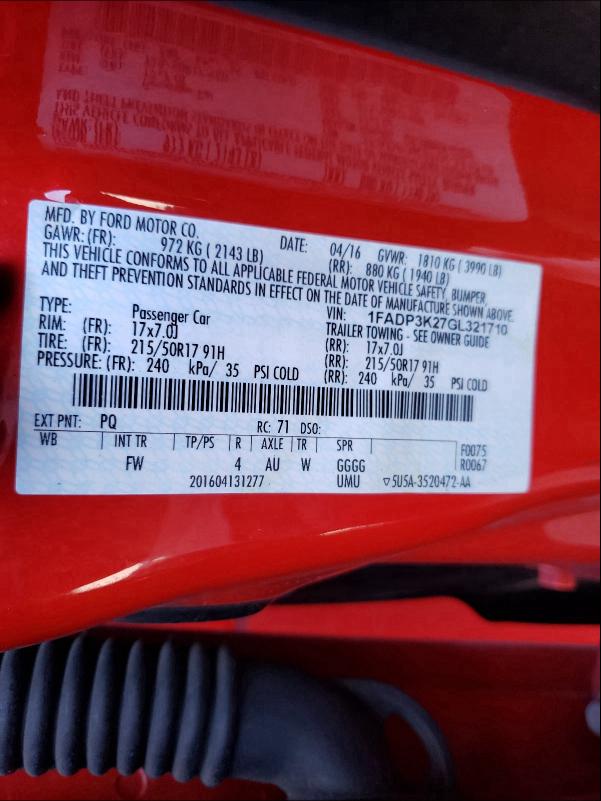 MFD. BY FORD MOTOR CO.
DATE: 04/16 GVWR: 1810 KG ( 3990 LB)
GAWR: (FR): 972 KG ( 2143 LB) (RR): 880 KG ( 1940 LB)
THIS VEHICLE CONFORMS TO ALL APPLICABLE FEDERAL MOTOR VEHICLE SAFETY, BUMPER,
AND THEFT PREVENTION STANDARDS IN EFFECT ON THE DATE OF MANUFACTURE SHOWN ABOVE.
VIN: 1FADP3K27GL321710
TYPE: Passenger Car TRAILER TOWING - SEE OWNER GUIDE
RIM: (FR): 17x7.0J (RR): 17x7.0J
TIRE: (FR): 215/50R17 91H (RR): 215/50R17 91H
PRESSURE: (FR): 240 kPa/ 35 PSI COLD (RR): 240 kPa/ 35 PSI COLD
EXT PNT: PQ RC: 71 DSO:
WB INT TR TP/PS R AXLE TR SPR F0075
FW 4 AU W GGGG R0067
201604131277 UMU ▽5U5A-3520472-AA